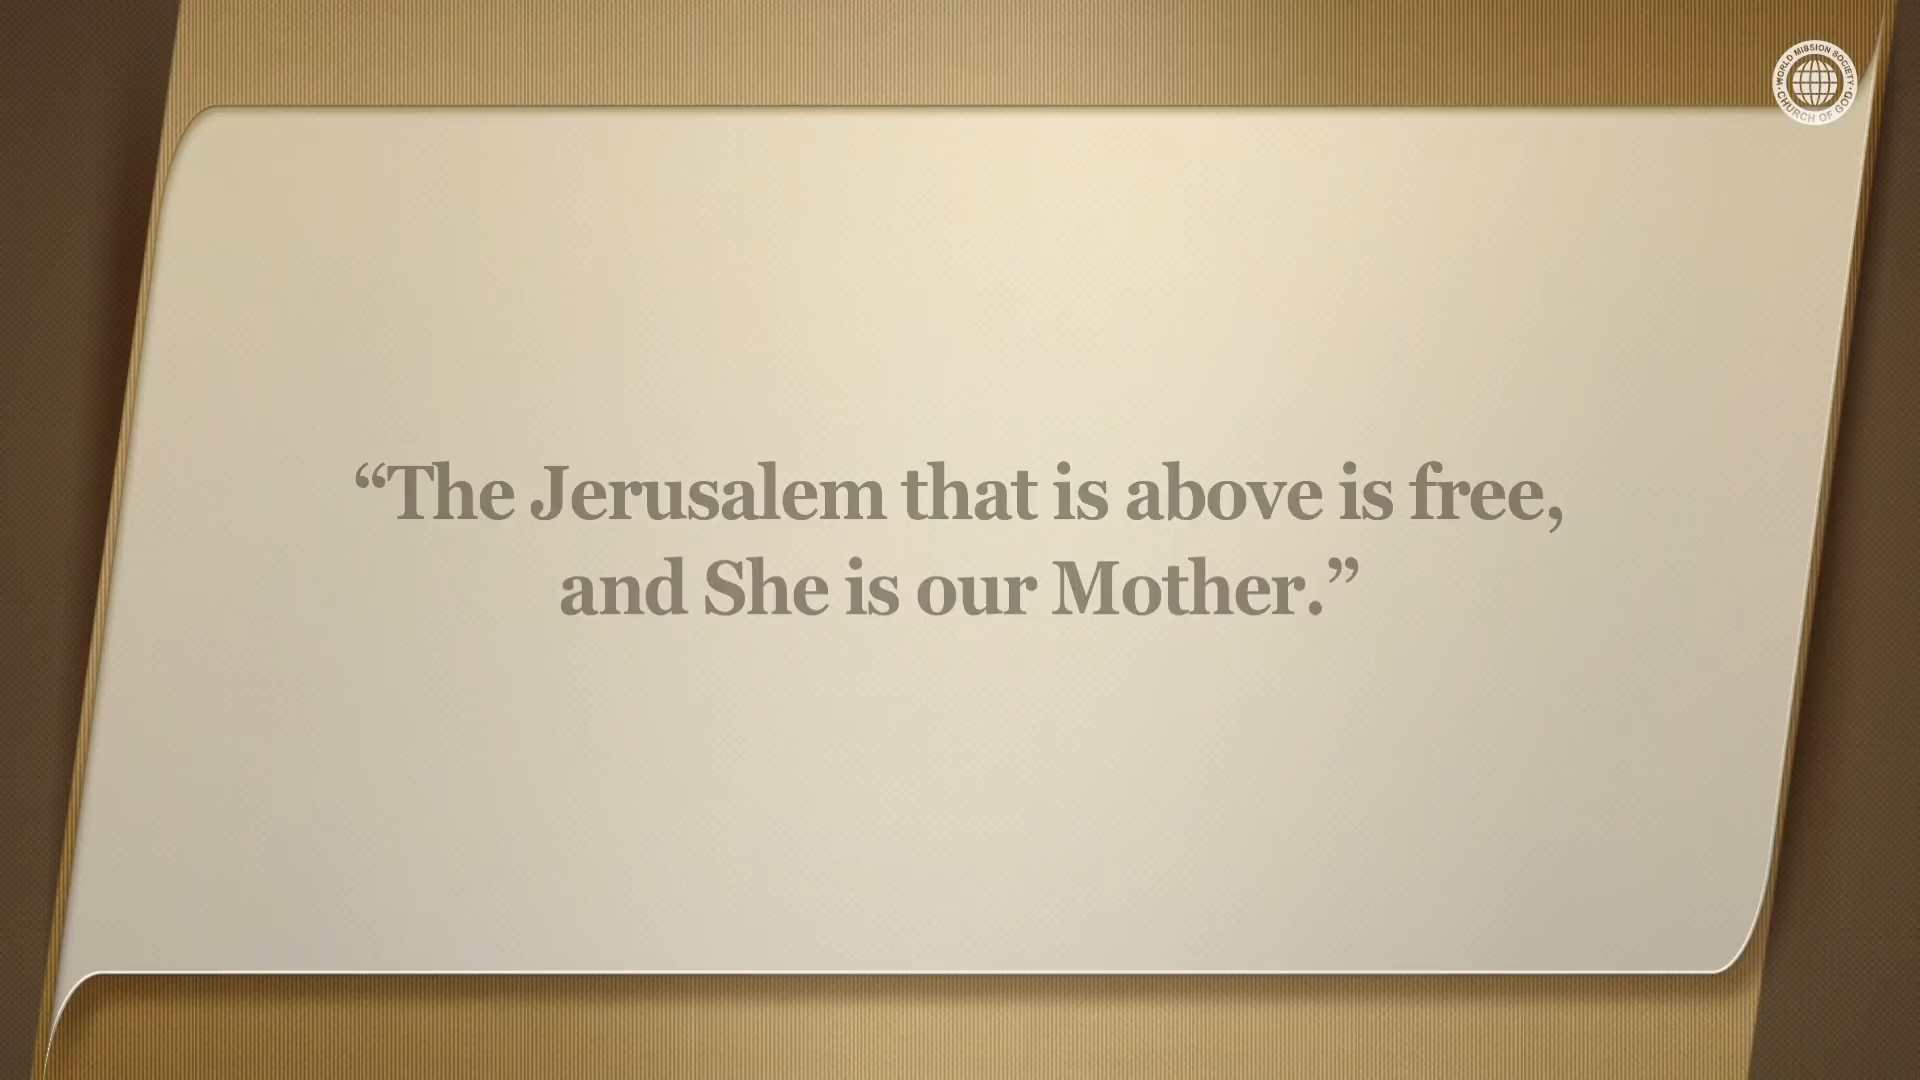 WORLD MISSION SOCIETY
CHURCH OF GOD
“The Jerusalem that is above is free,
and She is our Mother.”